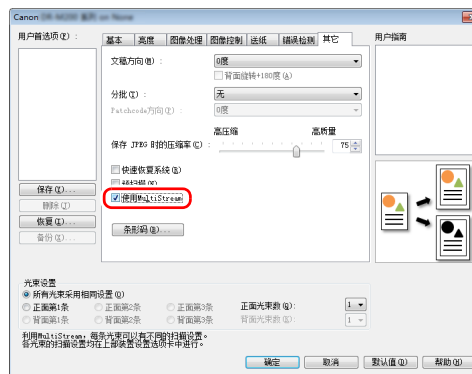 Canon DR-M260 系列 on None
用户首选项(P)：
基本 亮度 图像处理 图像控制 送纸 错误检测 其它
用户指南
文稿方向(M)： 0度
背面旋转+180度(A)
分批(T)： 无
Patchcode方向(T)： 0度
高压缩 高质量
保存 JPEG 时的压缩率(C)： 75
快速恢复系统(R)
预扫描(N)
使用MultiStream
条形码(B)...
保存(I)...
删除(J)
恢复(K)...
备份(G)...
光束设置
所有光束采用相同设置(O)
正面第1条 正面第2条 正面第3条 正面光束数(Q)： 1
背面第1条 背面第2条 背面第3条 背面光束数(E)： 1
利用MultiStream，每条光束可以有不同的扫描设置。
各光束的扫描设置均在上部装置设置选项卡中进行。
确定 取消 默认值(D) 帮助(H)